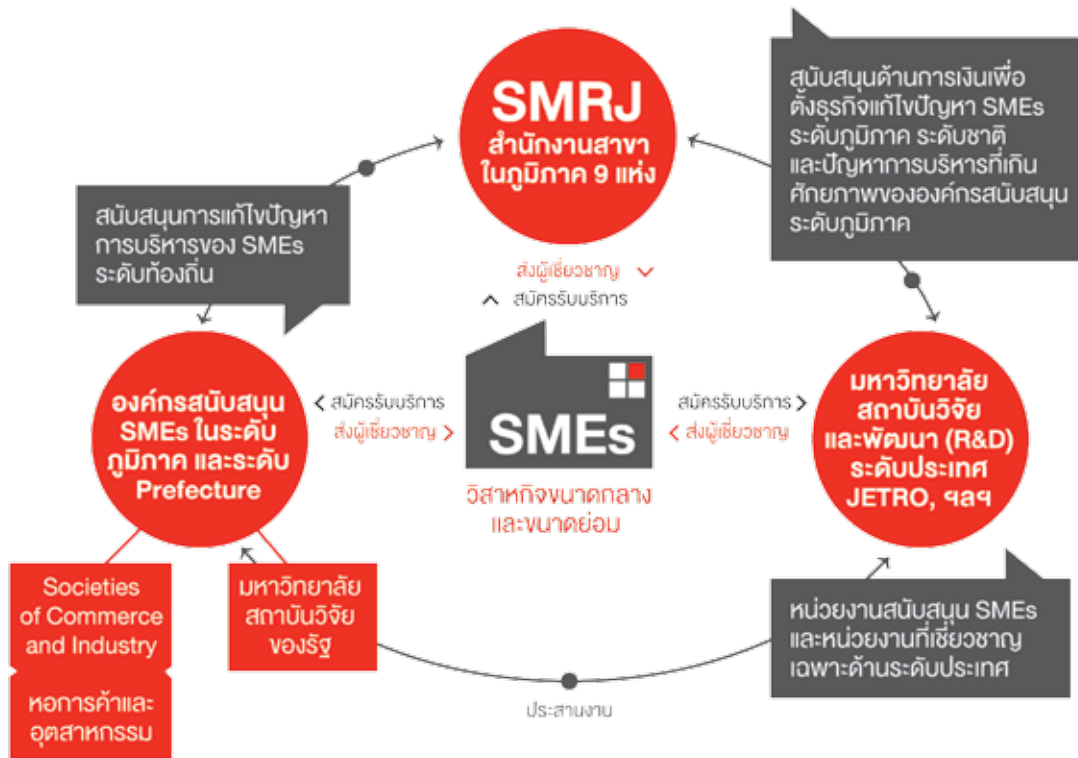 SMRJ
สำนักงานสาขา
ในภูมิภาค 9 แห่ง
สนับสนุนด้านการเงินเพื่อ
ตั้งธุรกิจแก้ไขปัญหา SMEs
ระดับภูมิภาค ระดับชาติ
และปัญหาการบริหารที่เกิน
ศักยภาพขององค์กรสนับสนุน
ระดับภูมิภาค
สนับสนุนการแก้ไขปัญหา
การบริหารของ SMEs
ระดับท้องถิ่น
ส่งผู้เชี่ยวชาญ
สมัครรับบริการ
องค์กรสนับสนุน
SMEs ในระดับ
ภูมิภาค และระดับ
Prefecture
สมัครรับบริการ
ส่งผู้เชี่ยวชาญ
SMEs
วิสาหกิจขนาดกลาง
และขนาดย่อม
สมัครรับบริการ
ส่งผู้เชี่ยวชาญ
มหาวิทยาลัย
สถาบันวิจัย
และพัฒนา (R&D)
ระดับประเทศ
JETRO, ฯลฯ
Societies
of Commerce
and Industry
หอการค้าและ
อุตสาหกรรม
มหาวิทยาลัย
สถาบันวิจัย
ของรัฐ
หน่วยงานสนับสนุน SMEs
และหน่วยงานที่เชี่ยวชาญ
เฉพาะด้านระดับประเทศ
ประสานงาน